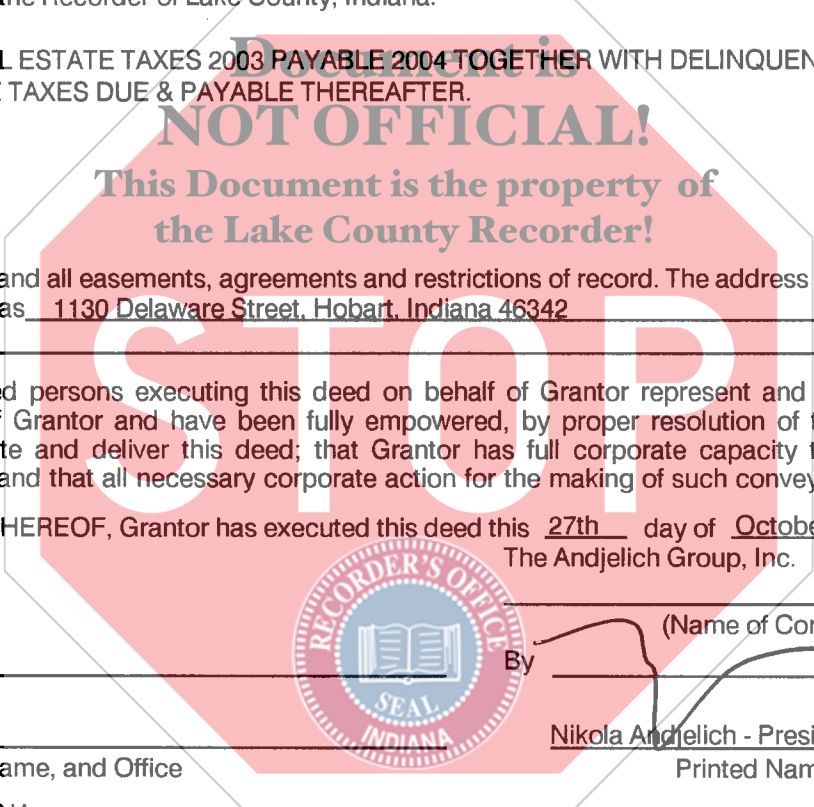 the Recorder of Lake County, Indiana.
L ESTATE TAXES 2003 PAYABLE 2004 TOGETHER WITH DELINQUEN
E TAXES DUE & PAYABLE THEREAFTER.
Document is
NOT OFFICIAL!
This Document is the property of
the Lake County Recorder!
and all easements, agreements and restrictions of record. The address
as 1130 Delaware Street, Hobart, Indiana 46342
STOP
d persons executing this deed on behalf of Grantor represent and
f Grantor and have been fully empowered, by proper resolution of t
te and deliver this deed; that Grantor has full corporate capacity t
and that all necessary corporate action for the making of such convey
HEREOF, Grantor has executed this deed this 27th day of Octobe
The Andjelich Group, Inc.
(Name of Cor
By
RECORDER'S OFFICE
SEAL
INDIANA
Nikola Andjelich - Presi
ame, and Office
Printed Nam